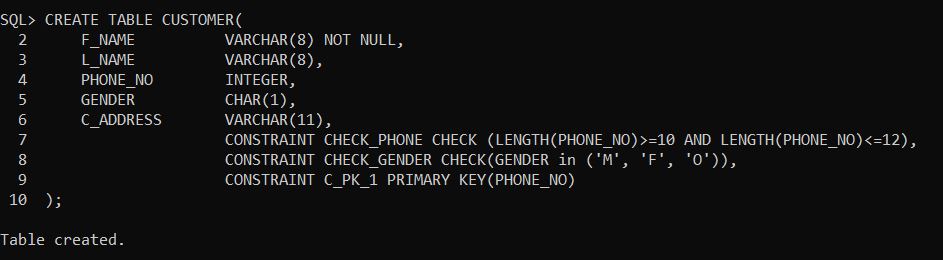 SQL> CREATE TABLE CUSTOMER(
  2     F_NAME          VARCHAR(8) NOT NULL,
  3     L_NAME          VARCHAR(8),
  4     PHONE_NO        INTEGER,
  5     GENDER          CHAR(1),
  6     C_ADDRESS       VARCHAR(11),
  7                     CONSTRAINT CHECK_PHONE CHECK (LENGTH(PHONE_NO)>=10 AND LENGTH(PHONE_NO)<=12),
  8                     CONSTRAINT CHECK_GENDER CHECK(GENDER in ('M', 'F', 'O')),
  9                     CONSTRAINT C_PK_1 PRIMARY KEY(PHONE_NO)
 10  );
Table created.